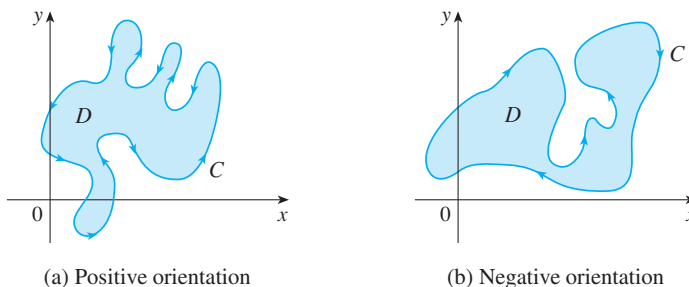 y
D
C
0
x
(a) Positive orientation
y
C
D
0
x
(b) Negative orientation